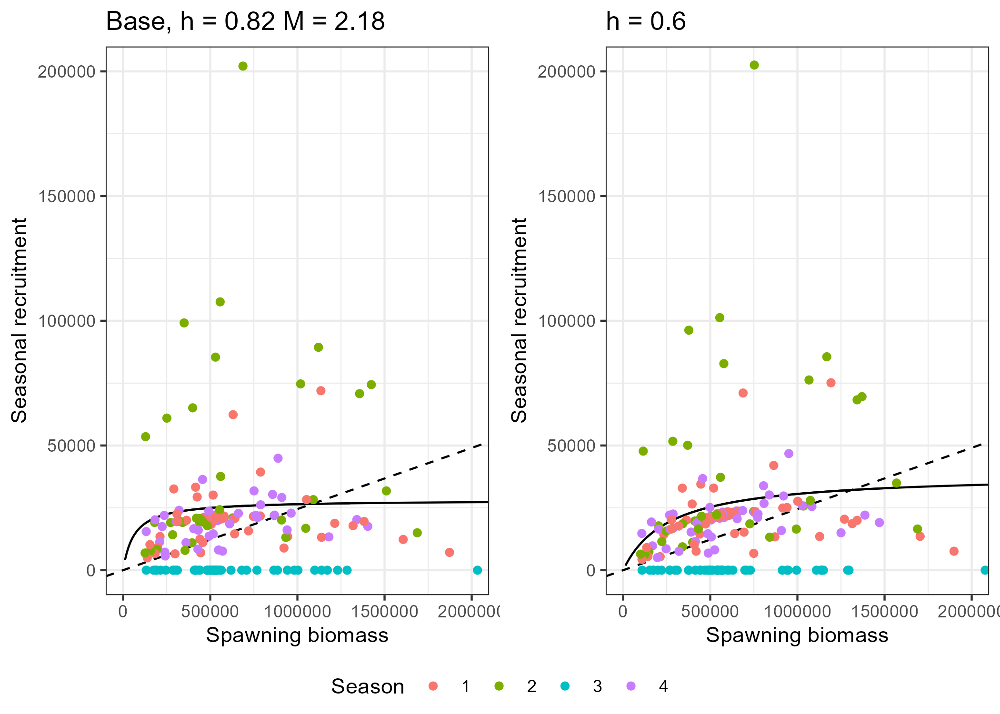 Base, h = 0.82 M = 2.18
h = 0.6
Seasonal recruitment
200000
150000
100000
50000
0
0
500000
1000000
1500000
2000000
Spawning biomass
Seasonal recruitment
200000
150000
100000
50000
0
0
500000
1000000
1500000
2000000
Spawning biomass
Season 1 2 3 4